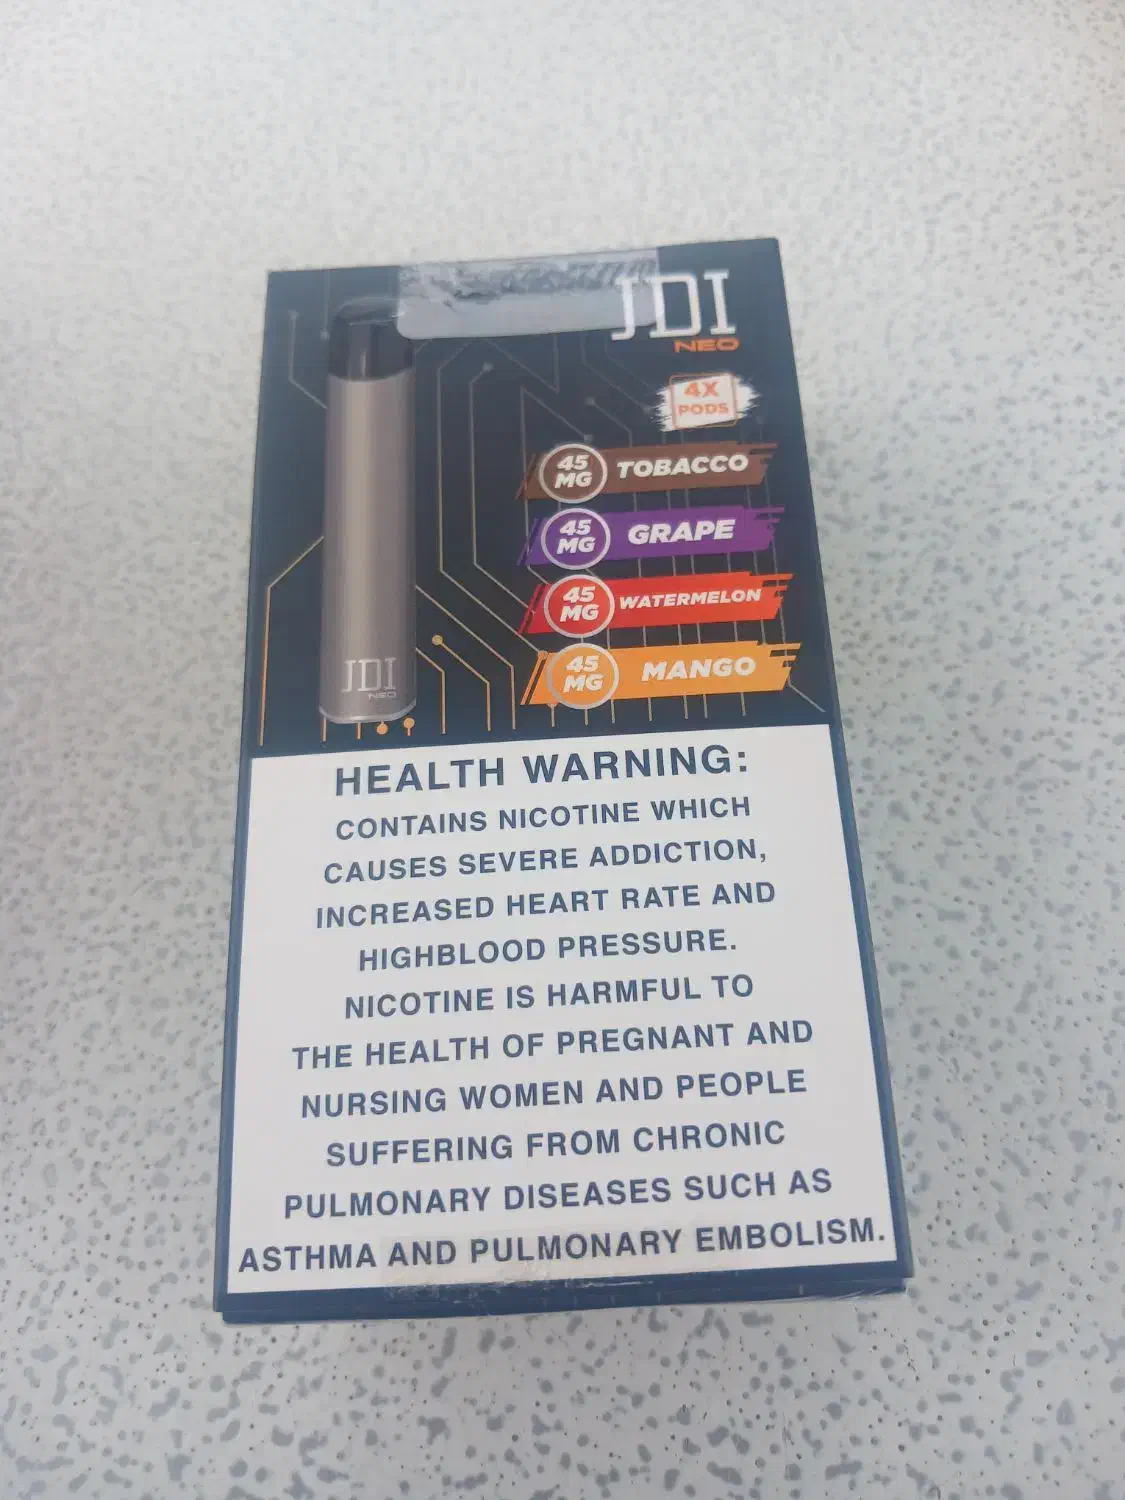 JDI
NEO
4X
PODS
45
MG
TOBACCO
45
MG
GRAPE
45
MG
WATERMELON
45
MG
MANGO
JDI
NEO
HEALTH WARNING:
CONTAINS NICOTINE WHICH
CAUSES SEVERE ADDICTION,
INCREASED HEART RATE AND
HIGHBLOOD PRESSURE.
NICOTINE IS HARMFUL TO
THE HEALTH OF PREGNANT AND
NURSING WOMEN AND PEOPLE
SUFFERING FROM CHRONIC
PULMONARY DISEASES SUCH AS
ASTHMA AND PULMONARY EMBOLISM.